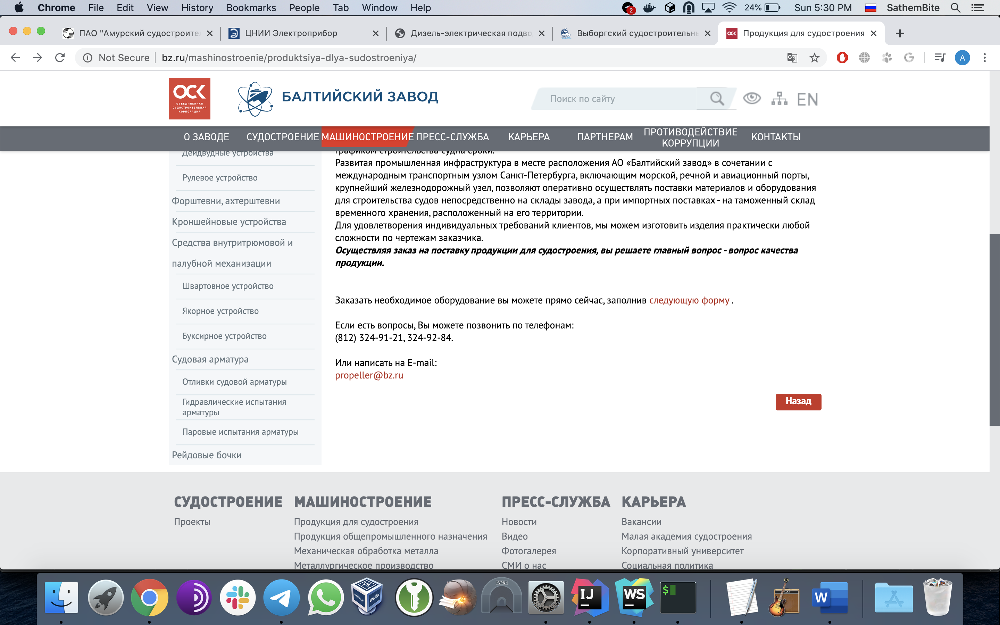 Chrome File Edit View History Bookmarks People Tab Window Help
2 24% Sun 5:30 PM SathemBite
ПАО "Амурский судостроите
ЦНИИ Электроприбор
Дизель-электрическая подво
Выборгский судостроительн
Продукция для судостроения
Not Secure bz.ru/mashinostroenie/produktsiya-dlya-sudostroeniya/
A
ОСК
ОБЪЕДИНЕННАЯ
СУДОСТРОИТЕЛЬНАЯ
КОРПОРАЦИЯ
БАЛТИЙСКИЙ ЗАВОД
Поиск по сайту
EN
О ЗАВОДЕ СУДОСТРОЕНИЕ МАШИНОСТРОЕНИЕ ПРЕСС-СЛУЖБА КАРЬЕРА ПАРТНЕРАМ ПРОТИВОДЕЙСТВИЕ КОРРУПЦИИ КОНТАКТЫ
Дейдвудные устройства
Рулевое устройство
Форштевни, ахтерштевни
Кронштейновые устройства
Средства внутритрюмовой и
палубной механизации
Швартовное устройство
Якорное устройство
Буксирное устройство
Судовая арматура
Отливки судовой арматуры
Гидравлические испытания
арматуры
Паровые испытания арматуры
Рейдовые бочки
графиком строительства судна сроки.
Развитая промышленная инфраструктура в месте расположения АО «Балтийский завод» в сочетании с
международным транспортным узлом Санкт-Петербурга, включающим морской, речной и авиационный порты,
крупнейший железнодорожный узел, позволяют оперативно осуществлять поставки материалов и оборудования
для строительства судов непосредственно на склады завода, а при импортных поставках - на таможенный склад
временного хранения, расположенный на его территории.
Для удовлетворения индивидуальных требований клиентов, мы можем изготовить изделия практически любой
сложности по чертежам заказчика.
Осуществляя заказ на поставку продукции для судостроения, вы решаете главный вопрос - вопрос качества
продукции.
Заказать необходимое оборудование вы можете прямо сейчас, заполнив следующую форму .
Если есть вопросы, Вы можете позвонить по телефонам:
(812) 324-91-21, 324-92-84.
Или написать на E-mail:
propeller@bz.ru
Назад
СУДОСТРОЕНИЕ
Проекты
МАШИНОСТРОЕНИЕ
Продукция для судостроения
Продукция общепромышленного назначения
Механическая обработка металла
Металлургическое производство
ПРЕСС-СЛУЖБА
Новости
Видео
Фотогалерея
СМИ о нас
КАРЬЕРА
Вакансии
Малая академия судостроения
Корпоративный университет
Социальная политика
ORACLE VirtualBox VPN IJ WS $ W